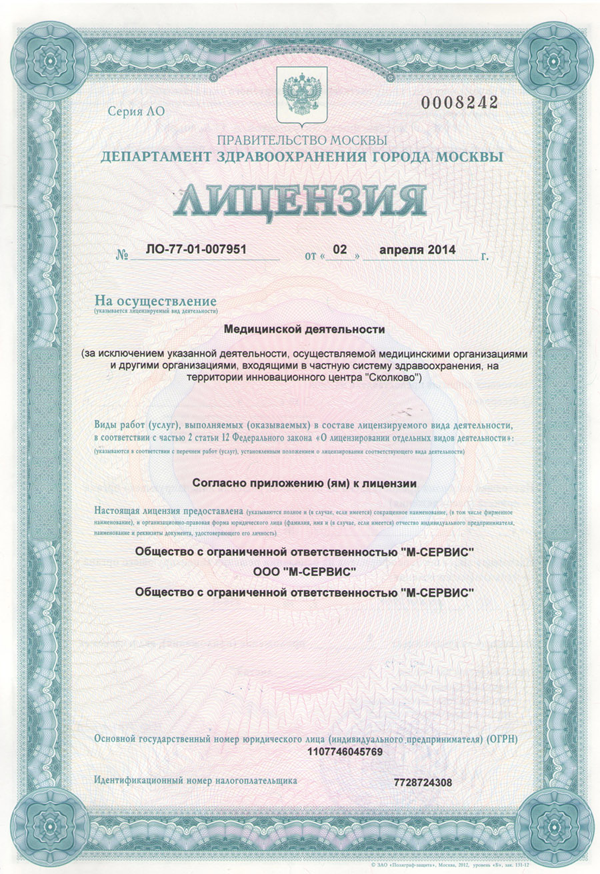 Серия ЛО
0008242
ПРАВИТЕЛЬСТВО МОСКВЫ
ДЕПАРТАМЕНТ ЗДРАВООХРАНЕНИЯ ГОРОДА МОСКВЫ
ЛИЦЕНЗИЯ
№ ЛО-77-01-007951 от « 02 » апреля 2014 г.
На осуществление
(указывается лицензируемый вид деятельности)
Медицинской деятельности
(за исключением указанной деятельности, осуществляемой медицинскими организациями
и другими организациями, входящими в частную систему здравоохранения, на
территории инновационного центра "Сколково")
Виды работ (услуг), выполняемых (оказываемых) в составе лицензируемого вида деятельности,
в соответствии с частью 2 статьи 12 Федерального закона «О лицензировании отдельных видов деятельности»:
(указываются в соответствии с перечнем работ (услуг), установленным положением о лицензировании соответствующего вида деятельности)
Согласно приложению (ям) к лицензии
Настоящая лицензия предоставлена (указываются полное и (в случае, если имеется) сокращенное наименование, (в том числе фирменное
наименование), и организационно-правовая форма юридического лица (фамилия, имя и (в случае, если имеется) отчество индивидуального предпринимателя,
наименование и реквизиты документа, удостоверяющего его личность)
Общество с ограниченной ответственностью "М-СЕРВИС"
ООО "М-СЕРВИС"
Общество с ограниченной ответственностью "М-СЕРВИС"
Основной государственный номер юридического лица (индивидуального предпринимателя) (ОГРН)
1107746045769
Идентификационный номер налогоплательщика 7728724308
© ЗАО «Полиграф-защита», Москва, 2012, уровень «Б», зак. 131-12